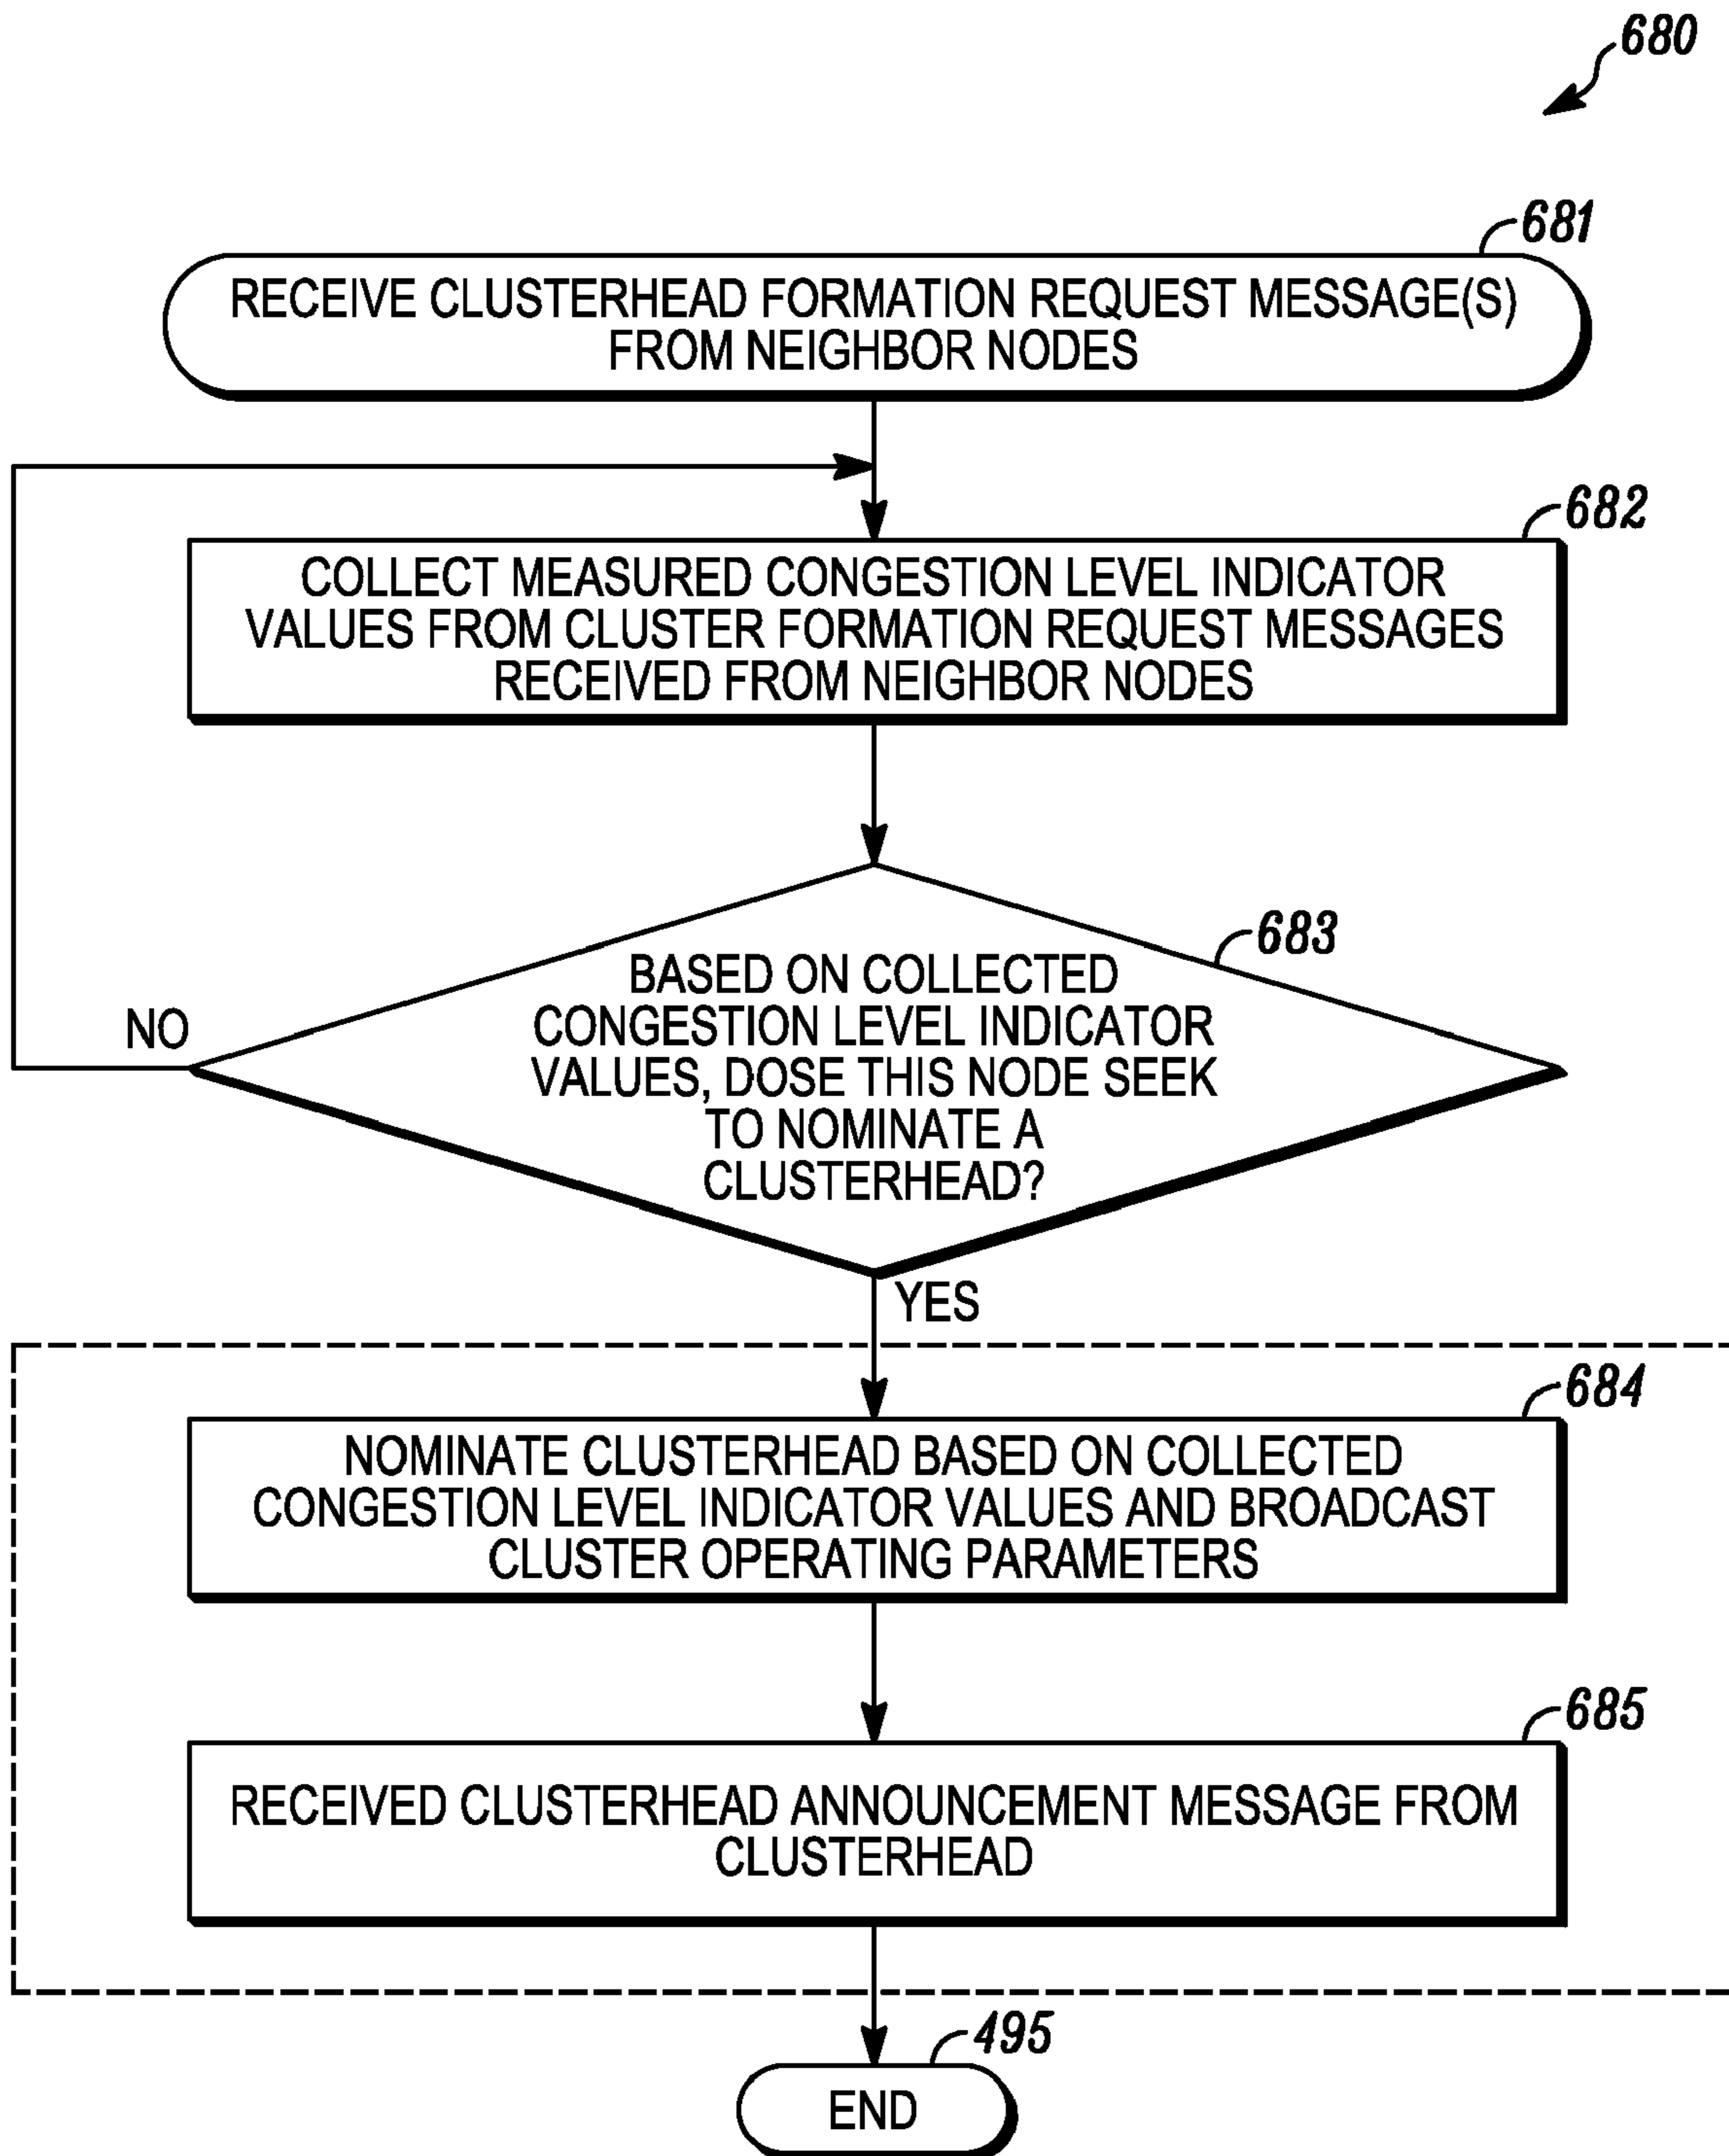 680
681
RECEIVE CLUSTERHEAD FORMATION REQUEST MESSAGE(S)
FROM NEIGHBOR NODES
682
COLLECT MEASURED CONGESTION LEVEL INDICATOR
VALUES FROM CLUSTER FORMATION REQUEST MESSAGES
RECEIVED FROM NEIGHBOR NODES
683
BASED ON COLLECTED
CONGESTION LEVEL INDICATOR
VALUES, DOSE THIS NODE SEEK
TO NOMINATE A
CLUSTERHEAD?
NO
YES
684
NOMINATE CLUSTERHEAD BASED ON COLLECTED
CONGESTION LEVEL INDICATOR VALUES AND BROADCAST
CLUSTER OPERATING PARAMETERS
685
RECEIVED CLUSTERHEAD ANNOUNCEMENT MESSAGE FROM
CLUSTERHEAD
495
END